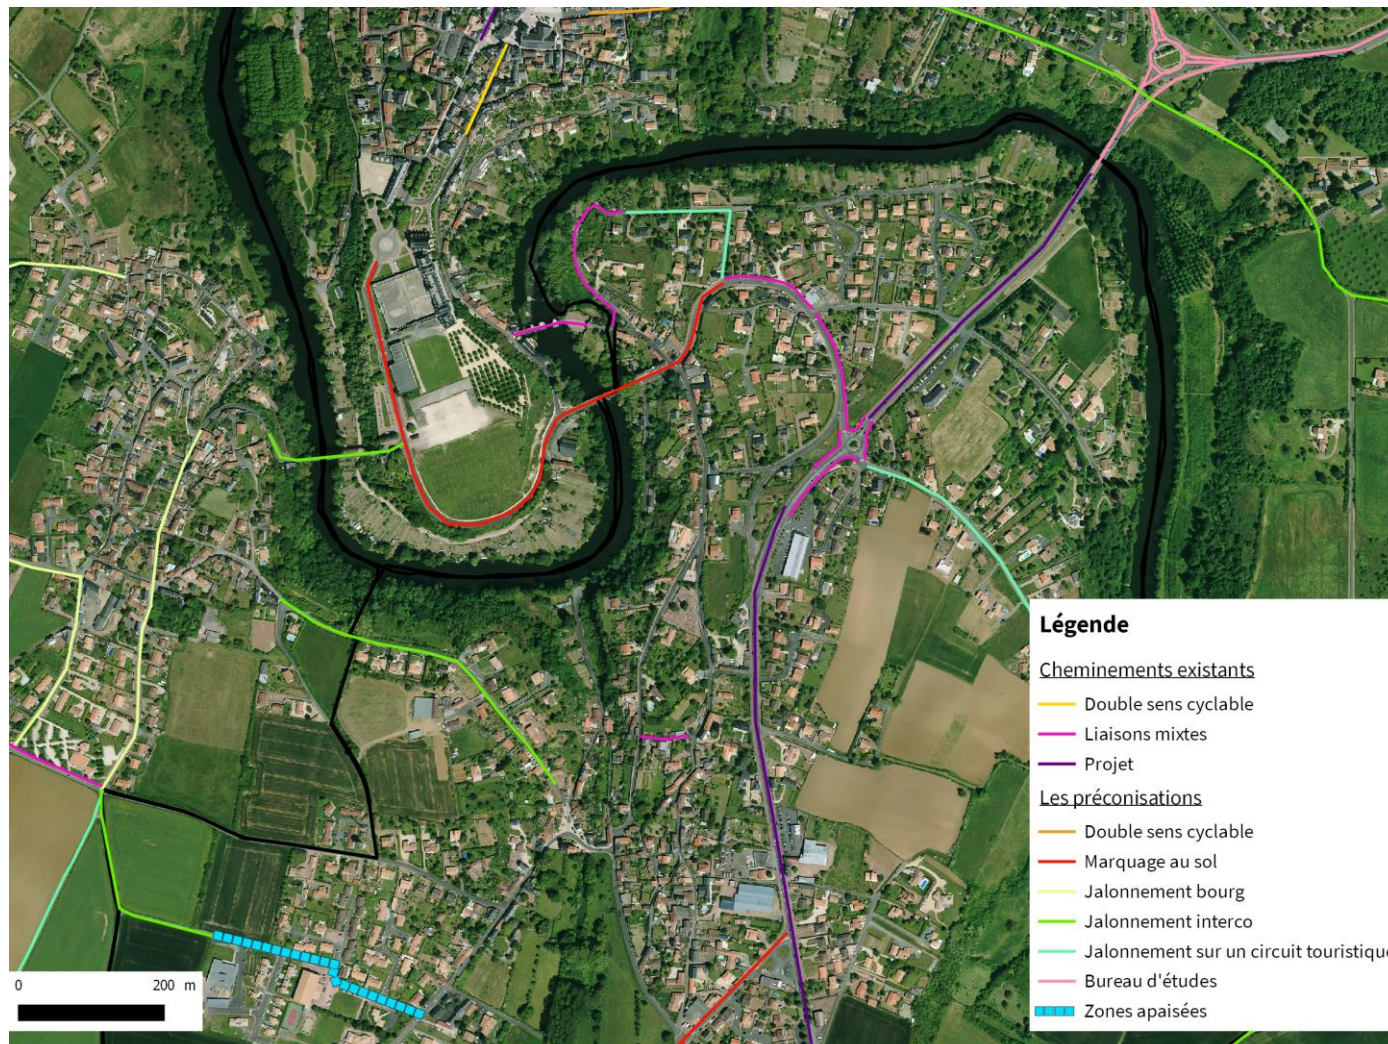 Légende
Cheminements existants
Double sens cyclable
Liaisons mixtes
Projet
Les préconisations
Double sens cyclable
Marquage au sol
Jalonnement bourg
Jalonnement interco
Jalonnement sur un circuit touristique
Bureau d'études
Zones apaisées
0 200 m